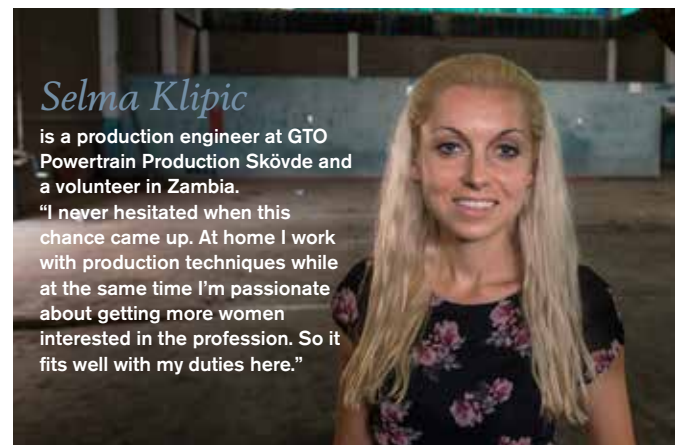 Selma Klipic
is a production engineer at GTO
Powertrain Production Skövde and
a volunteer in Zambia.
“I never hesitated when this
chance came up. At home I work
with production techniques while
at the same time I’m passionate
about getting more women
interested in the profession. So it
fits well with my duties here.”